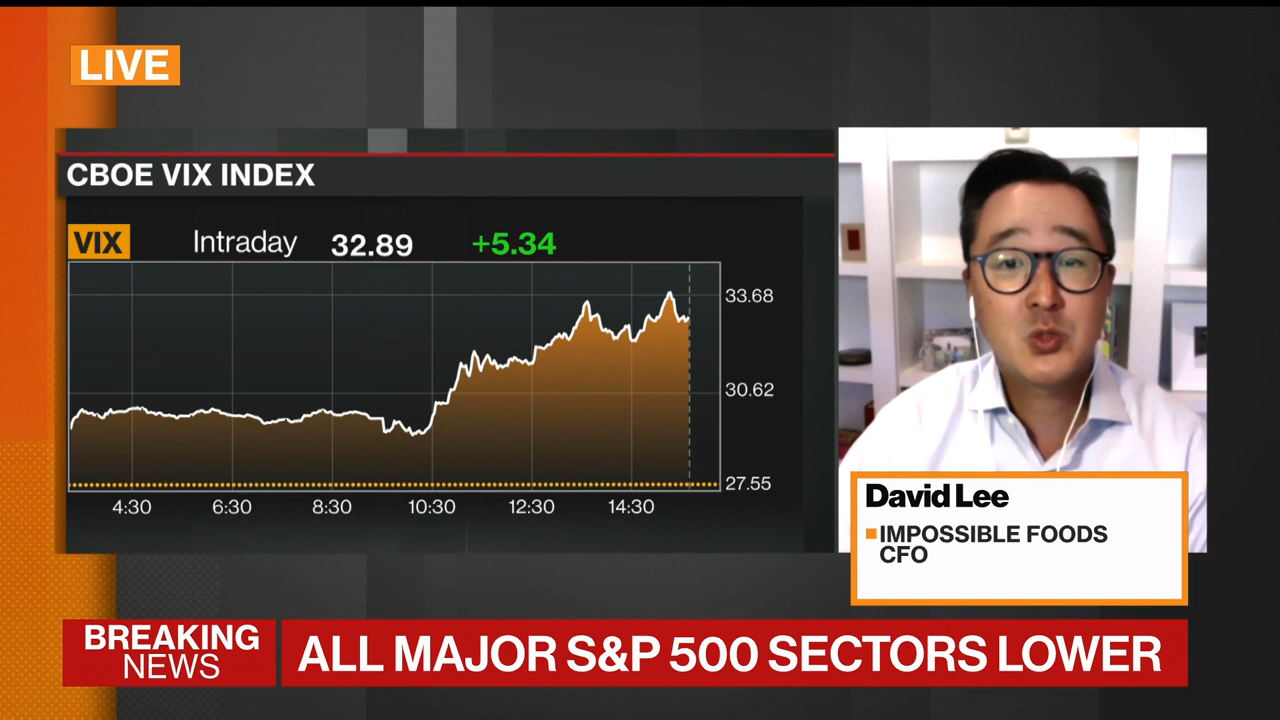 LIVE
CBOE VIX INDEX
VIX Intraday 32.89 +5.34
33.68
30.62
27.55
4:30 6:30 8:30 10:30 12:30 14:30
David Lee
IMPOSSIBLE FOODS
CFO
BREAKING
NEWS
ALL MAJOR S&P 500 SECTORS LOWER